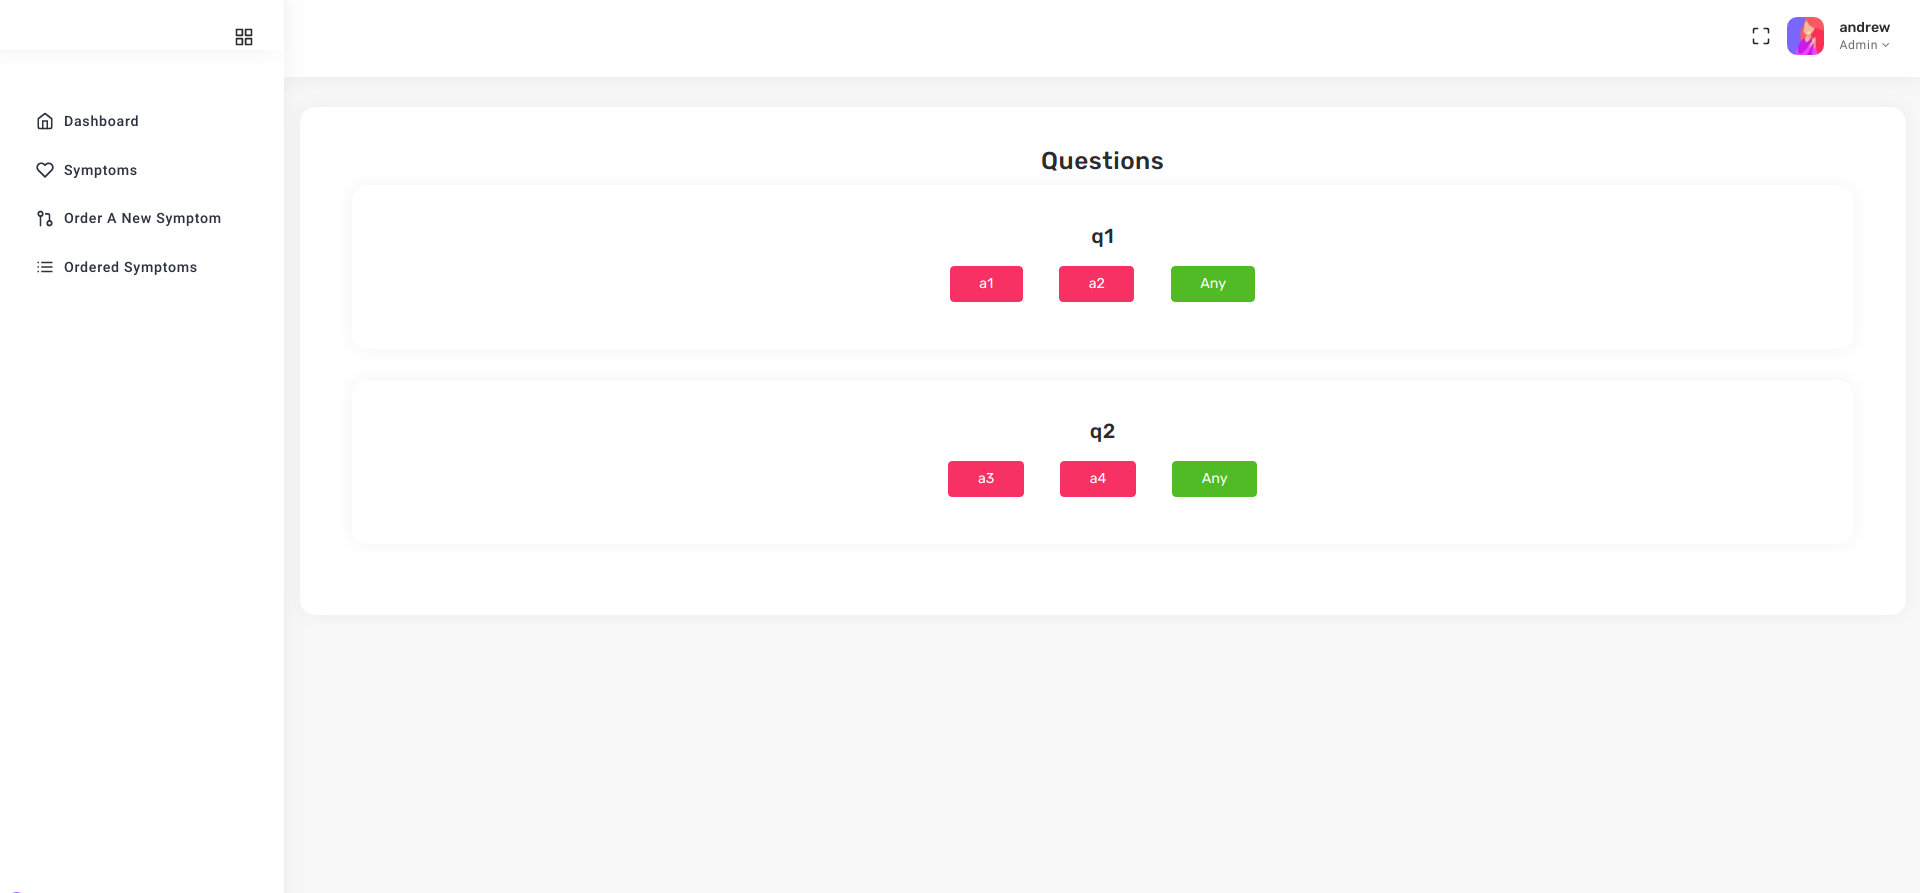 andrew
Admin
Dashboard
Symptoms
Order A New Symptom
Ordered Symptoms
Questions
q1
a1 a2 Any
q2
a3 a4 Any